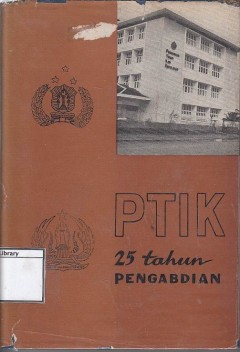 PTIK
25 tahun
PENGABDIAN
Library